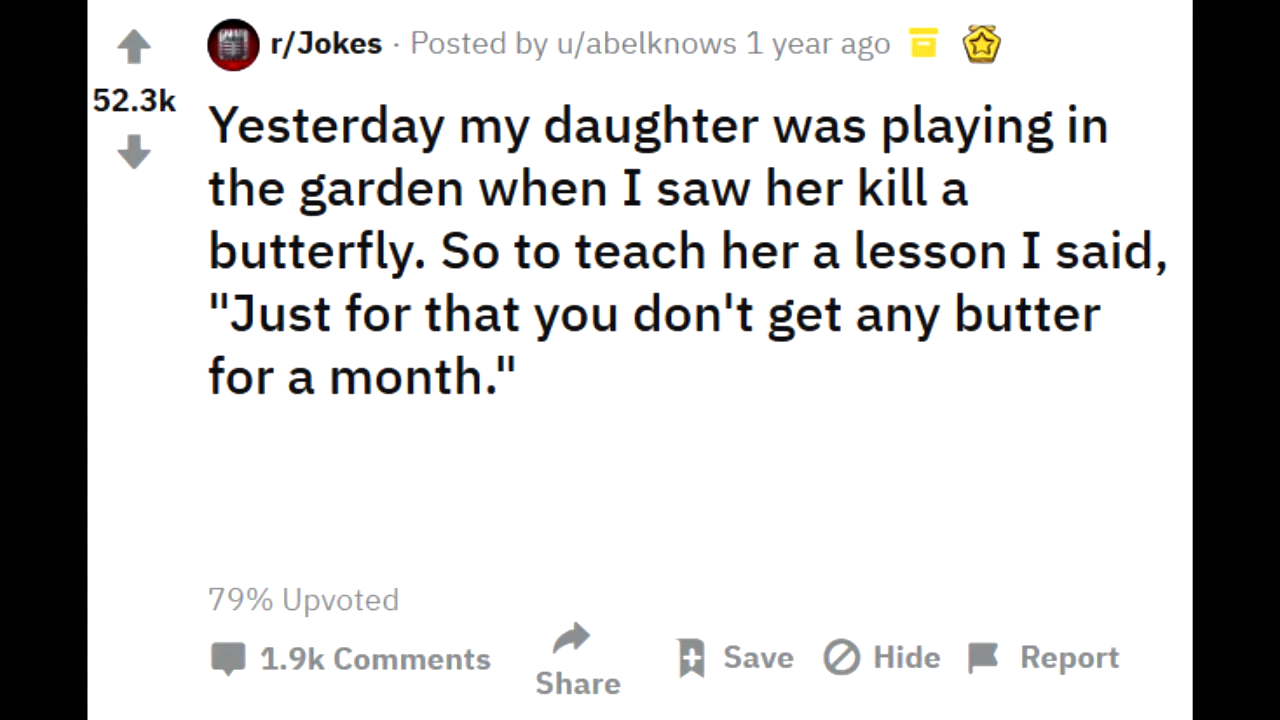 r/Jokes · Posted by u/abelknows 1 year ago
52.3k
Yesterday my daughter was playing in
the garden when I saw her kill a
butterfly. So to teach her a lesson I said,
"Just for that you don't get any butter
for a month."
79% Upvoted
1.9k Comments Share Save Hide Report